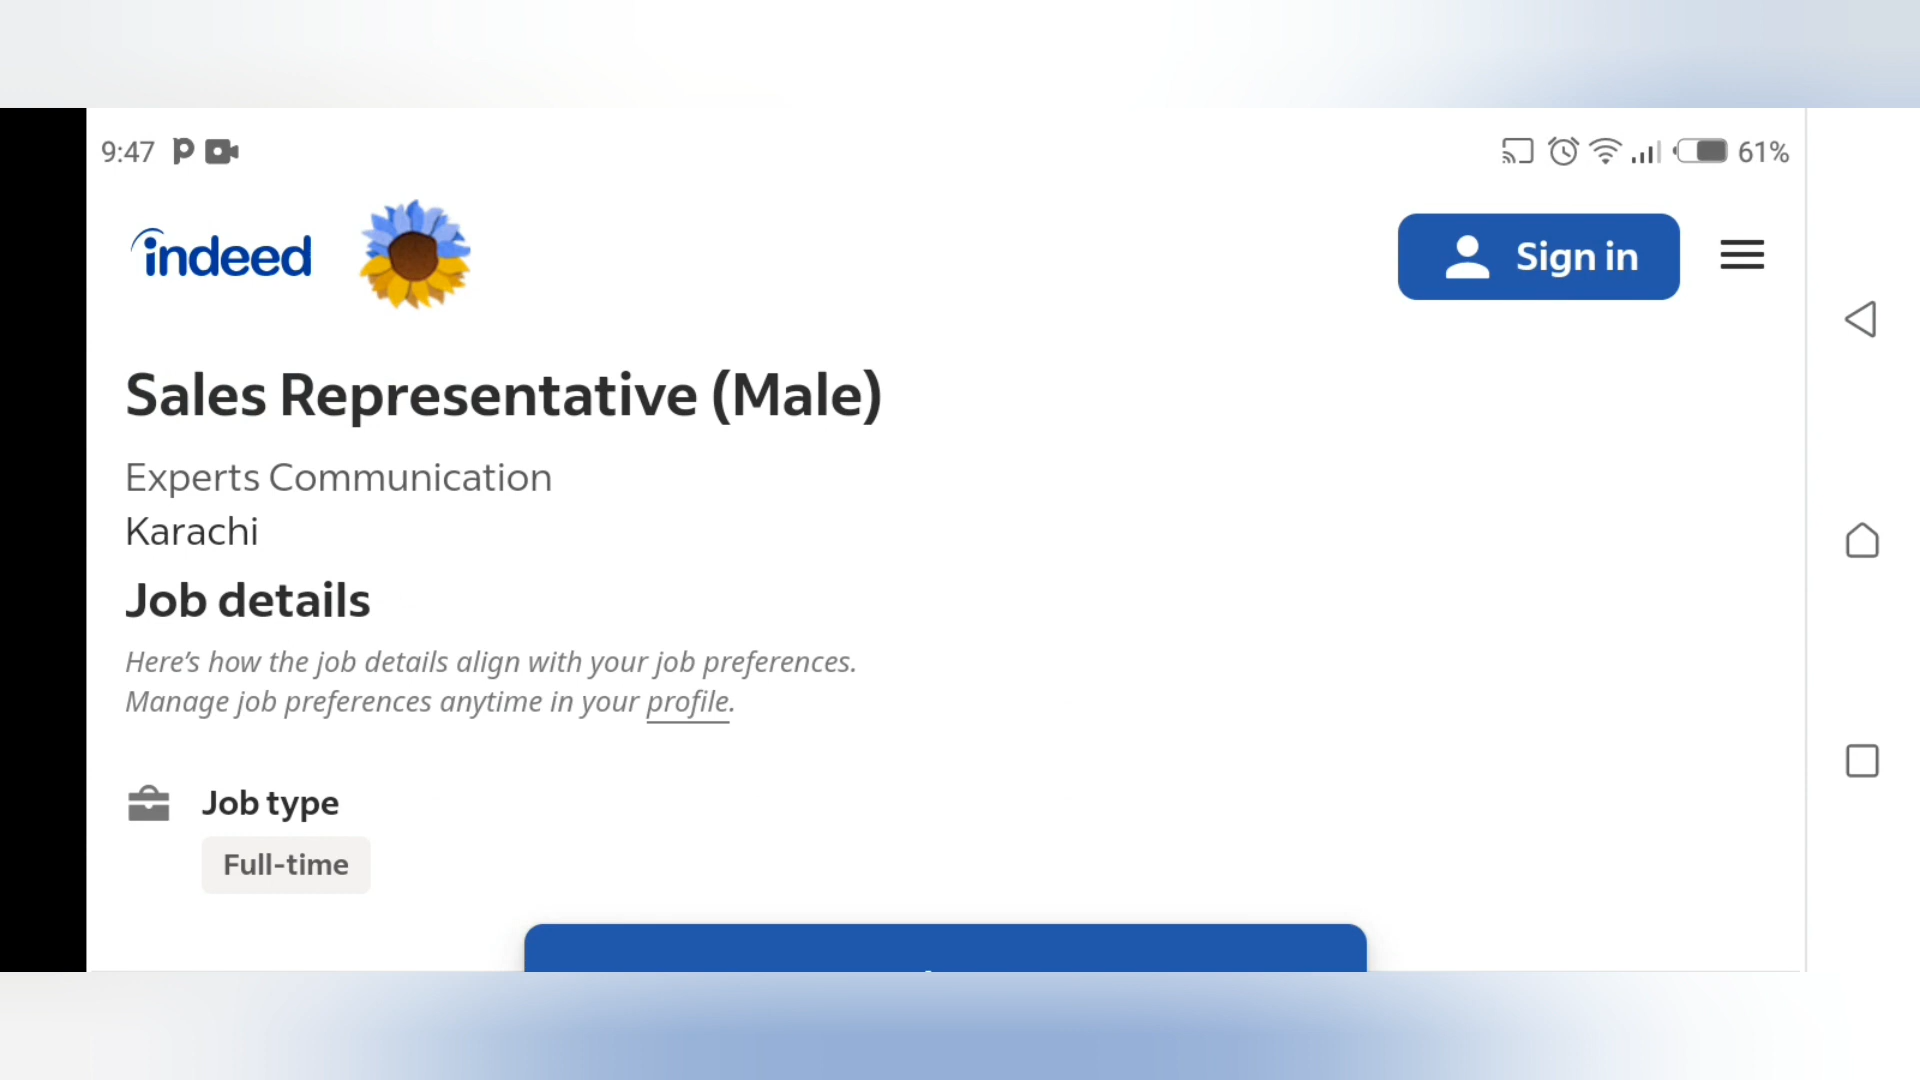 9:47
61%
indeed
Sign in
Sales Representative (Male)
Experts Communication
Karachi
Job details
Here's how the job details align with your job preferences.
Manage job preferences anytime in your profile.
Job type
Full-time